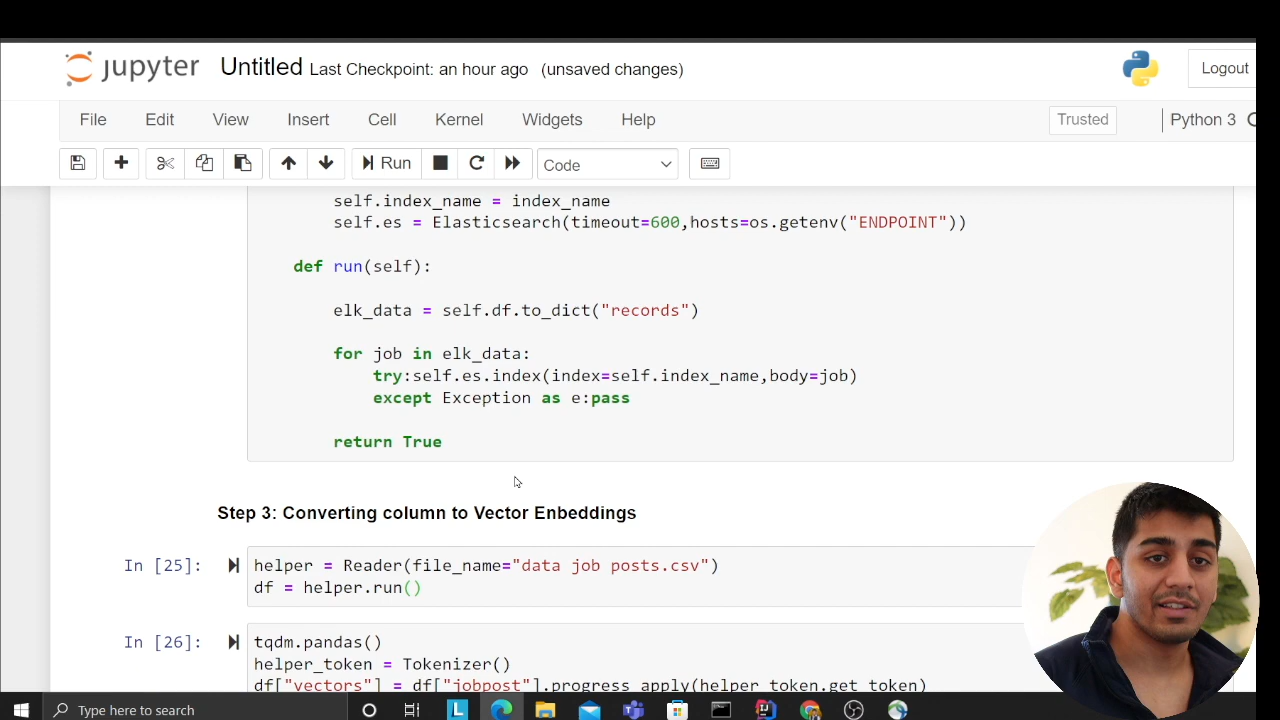 jupyter Untitled Last Checkpoint: an hour ago (unsaved changes)
Logout
File Edit View Insert Cell Kernel Widgets Help Trusted Python 3
Run Code
self.index_name = index_name
self.es = Elasticsearch(timeout=600,hosts=os.getenv("ENDPOINT"))
def run(self):
elk_data = self.df.to_dict("records")
for job in elk_data:
try:self.es.index(index=self.index_name,body=job)
except Exception as e:pass
return True
Step 3: Converting column to Vector Enbeddings
In [25]: helper = Reader(file_name="data job posts.csv")
df = helper.run()
In [26]: tqdm.pandas()
helper_token = Tokenizer()
df["vectors"] = df["jobpost"].progress_apply(helper_token.get_token)
Type here to search